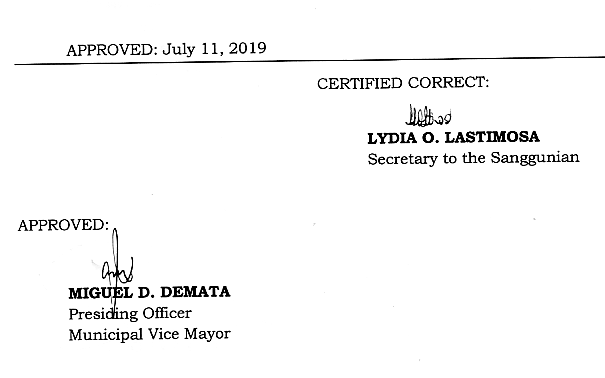 APPROVED: July 11, 2019
CERTIFIED CORRECT:
LYDIA O. LASTIMOSA
Secretary to the Sanggunian
APPROVED:
MIGUEL D. DEMATA
Presiding Officer
Municipal Vice Mayor